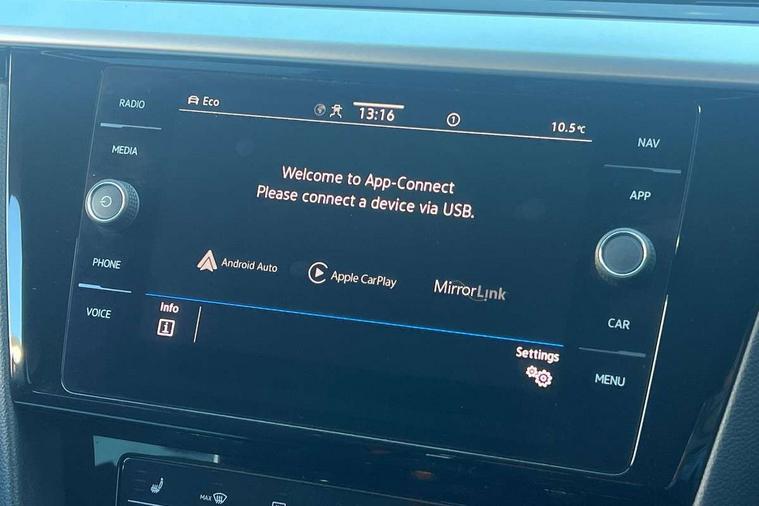 RADIO
MEDIA
PHONE
VOICE
Eco
13:16
1
10.5°C
Welcome to App-Connect
Please connect a device via USB.
Android Auto
Apple CarPlay
MirrorLink
Info
i
Settings
NAV
APP
CAR
MENU
MAX